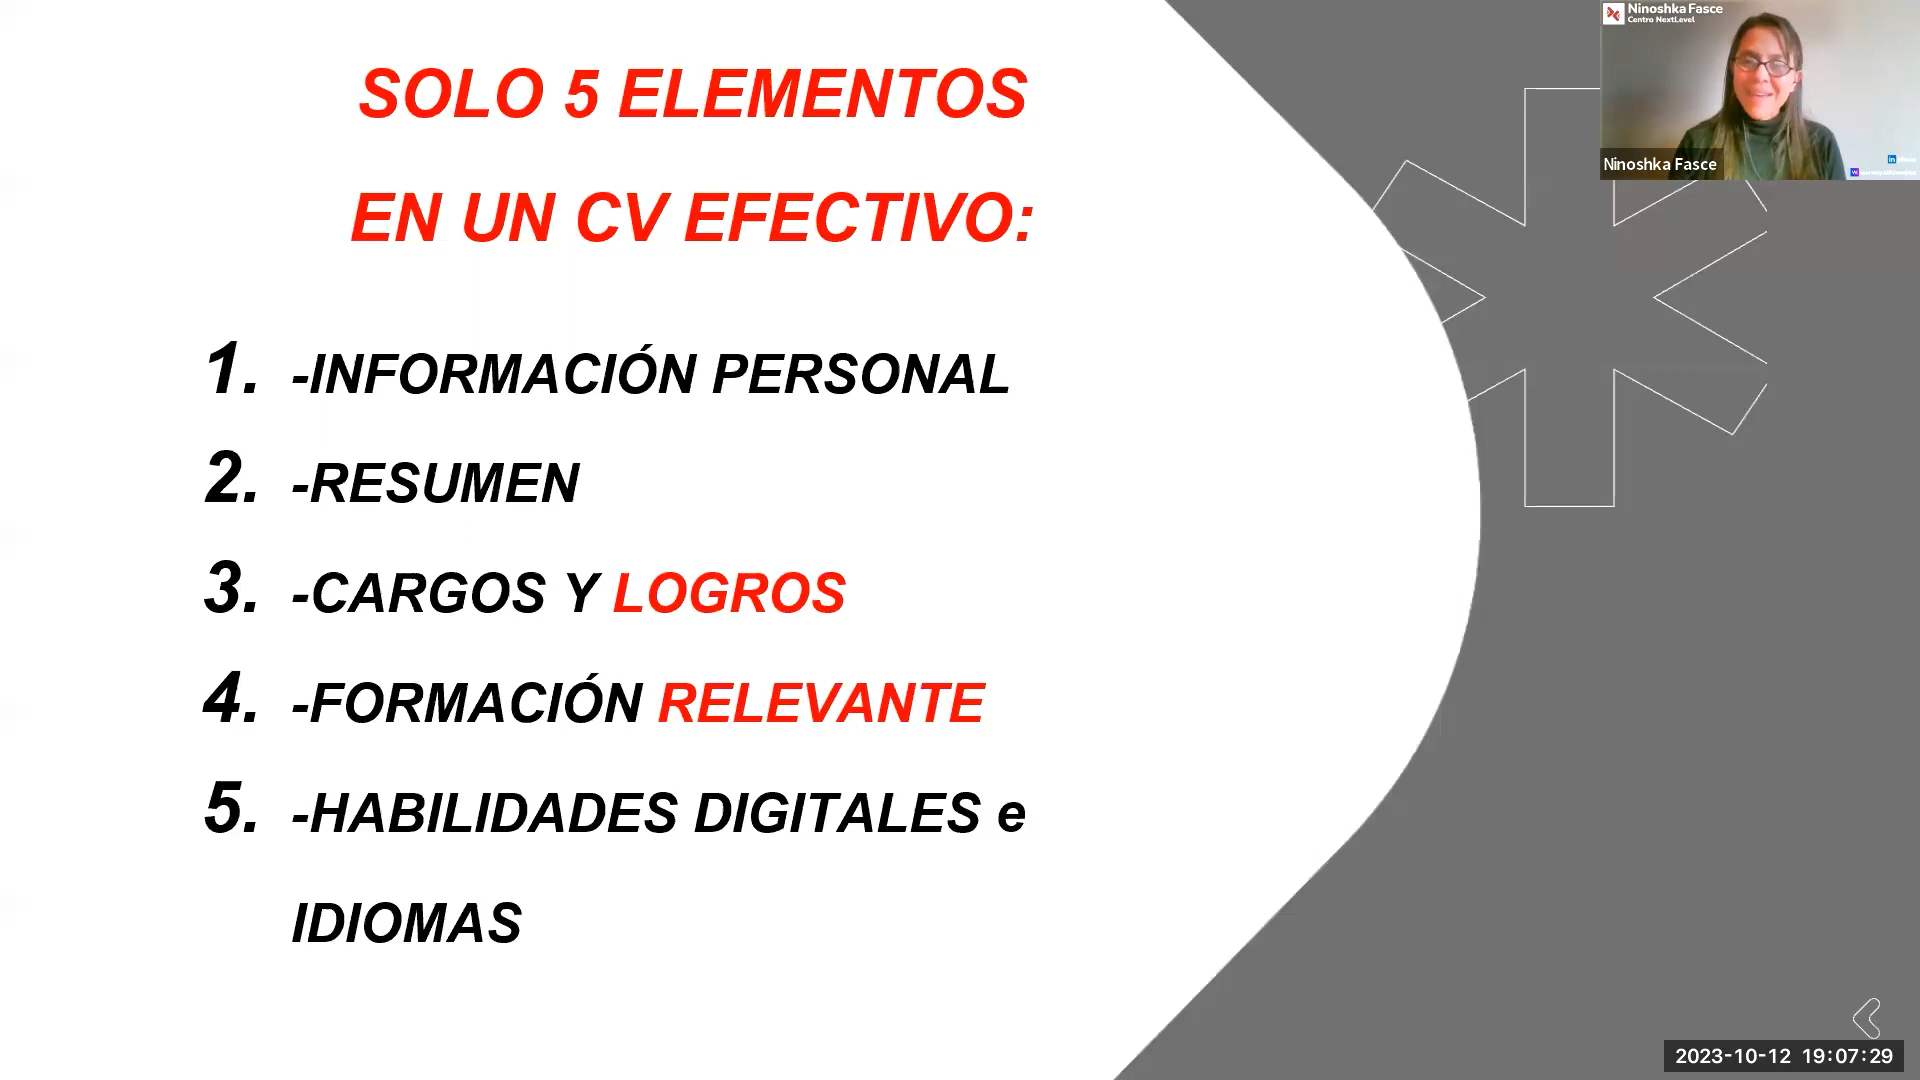 SOLO 5 ELEMENTOS
EN UN CV EFECTIVO:
1. -INFORMACIÓN PERSONAL
2. -RESUMEN
3. -CARGOS Y LOGROS
4. -FORMACIÓN RELEVANTE
5. -HABILIDADES DIGITALES e
IDIOMAS
Ninoshka Fasce
Centro NextLevel
Ninoshka Fasce
in
2023-10-12 19:07:29